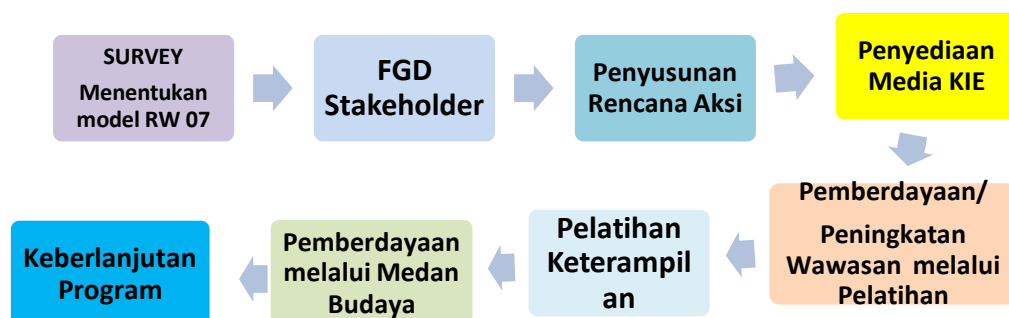 SURVEY
Menentukan
model RW 07
FGD
Stakeholder
Penyusunan
Rencana Aksi
Penyediaan
Media KIE
Pemberdayaan/
Peningkatan
Wawasan melalui
Pelatihan
Pelatihan
Keterampil
an
Pemberdayaan
melalui Medan
Budaya
Keberlanjutan
Program